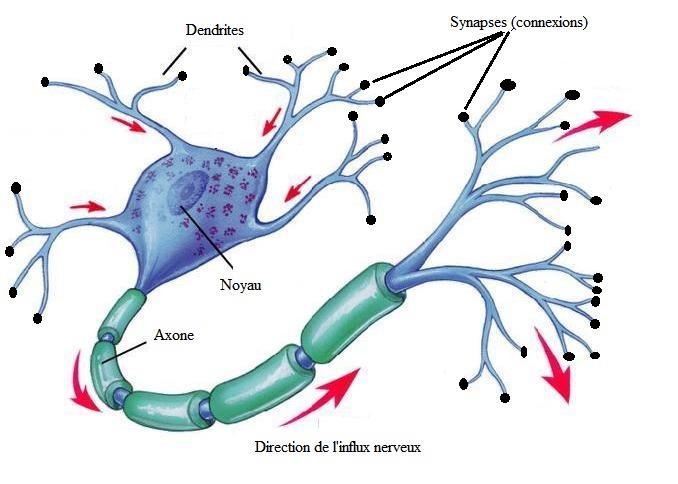 Synapses (connexions)
Dendrites
Noyau
Axone
Direction de l'influx nerveux